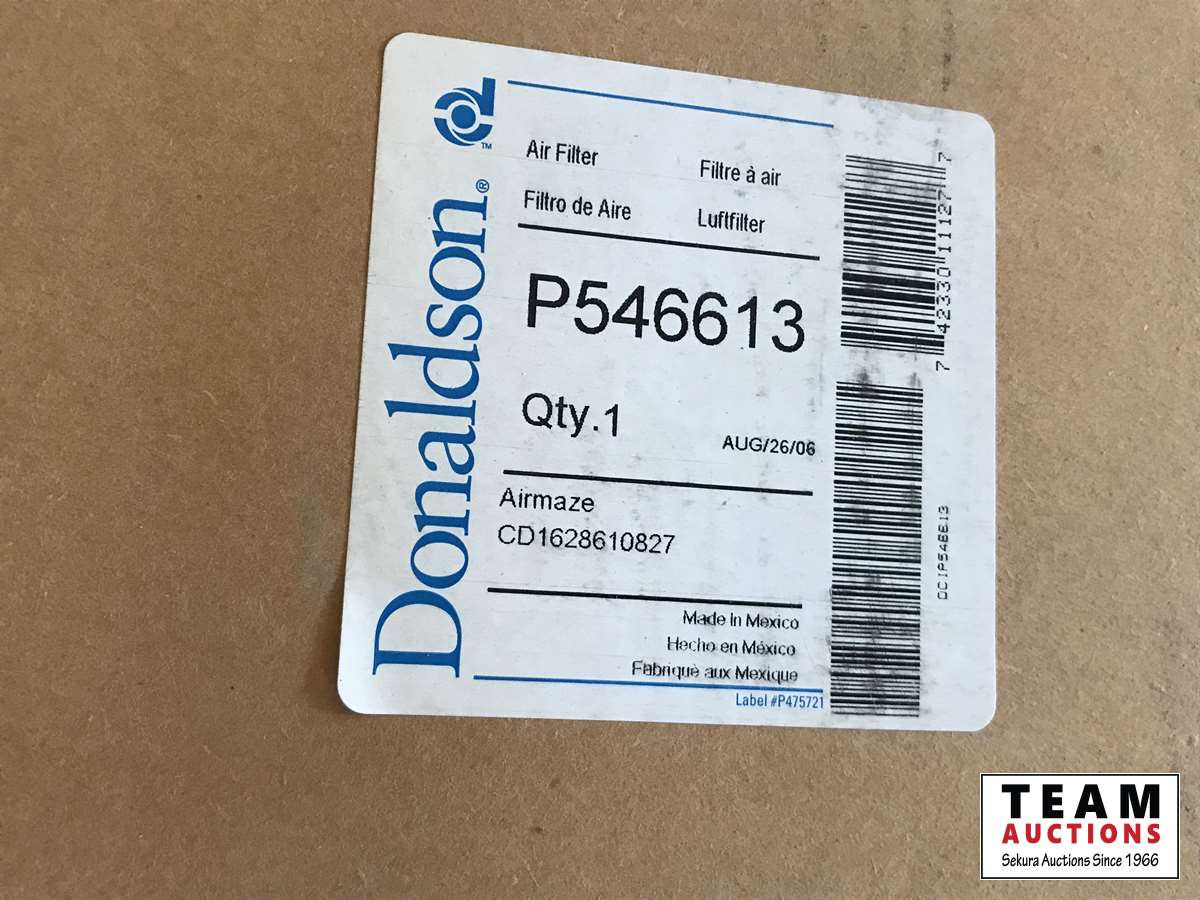 Donaldson®
TM
Air Filter Filtre à air
Filtro de Aire Luftfilter
P546613
Qty.1
AUG/26/06
Airmaze
CD1628610827
Made In Mexico
Hecho en México
Fabriqué aux Mexique
Label #P475721
7 42330 11127 7
DCIP546613
TEAM
AUCTIONS
Sekura Auctions Since 1966